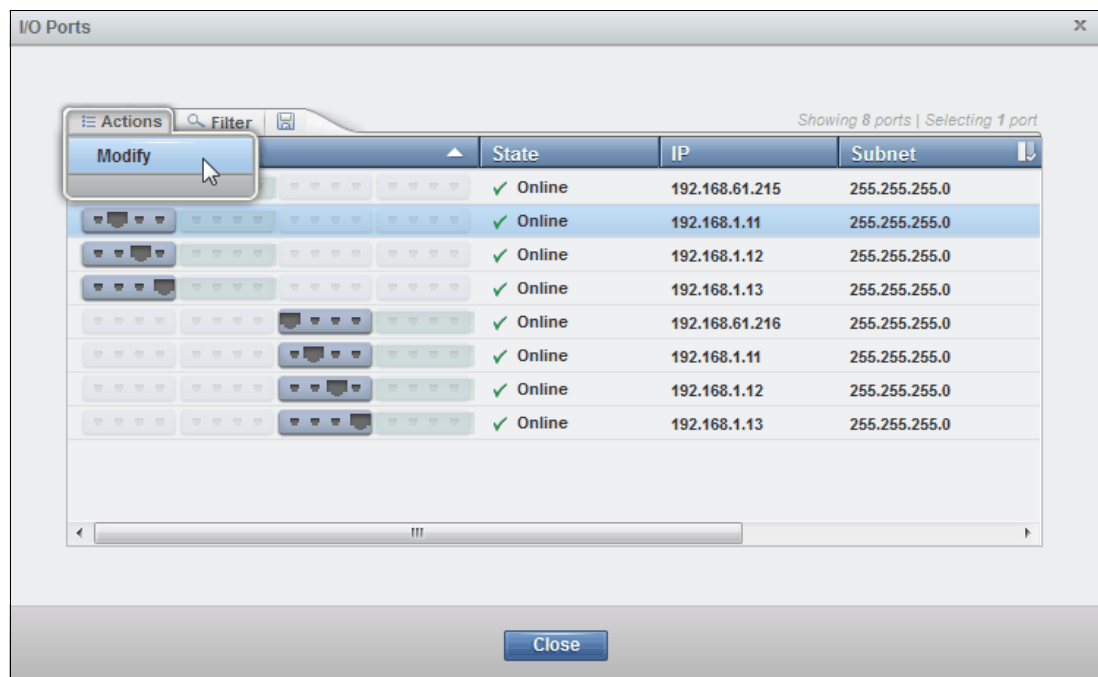 I/O Ports
x
Actions Filter Showing 8 ports | Selecting 1 port
Modify State IP Subnet
Online 192.168.61.215 255.255.255.0
Online 192.168.1.11 255.255.255.0
Online 192.168.1.12 255.255.255.0
Online 192.168.1.13 255.255.255.0
Online 192.168.61.216 255.255.255.0
Online 192.168.1.11 255.255.255.0
Online 192.168.1.12 255.255.255.0
Online 192.168.1.13 255.255.255.0
Close